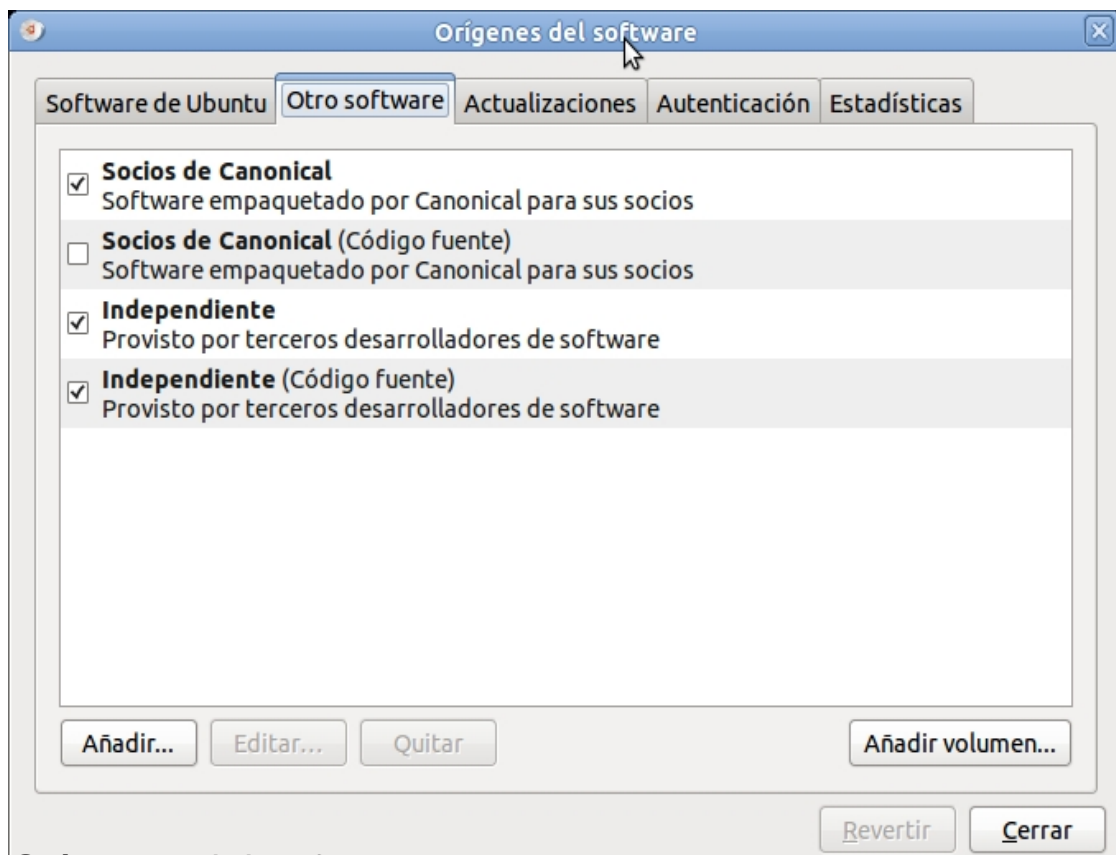 Orígenes del software
Software de Ubuntu Otro software Actualizaciones Autenticación Estadísticas
Socios de Canonical
Software empaquetado por Canonical para sus socios
Socios de Canonical (Código fuente)
Software empaquetado por Canonical para sus socios
Independiente
Provisto por terceros desarrolladores de software
Independiente (Código fuente)
Provisto por terceros desarrolladores de software
Añadir... Editar... Quitar Añadir volumen...
Revertir Cerrar